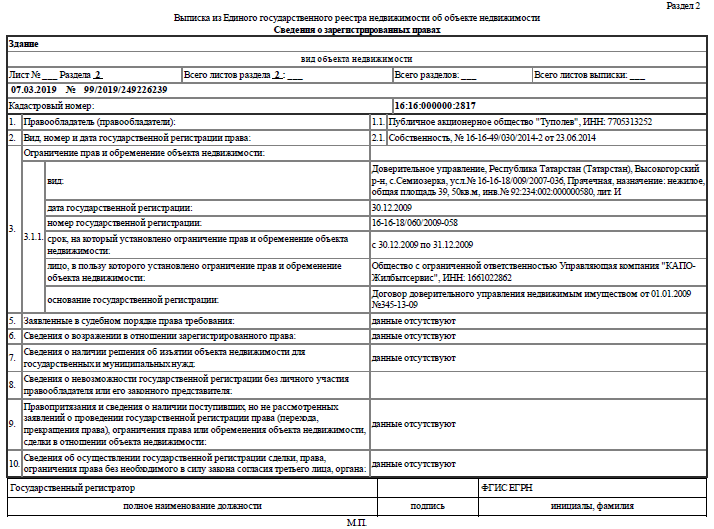 Раздел 2
Выписка из Единого государственного реестра недвижимости об объекте недвижимости
Сведения о зарегистрированных правах
Здание
вид объекта недвижимости
Лист № ___ Раздела 2 Всего листов раздела 2 : ___ Всего разделов: ___ Всего листов выписки: ___
07.03.2019 № 99/2019/249226239
Кадастровый номер: 16:16:000000:2817
1. Правообладатель (правообладатели): 1.1. Публичное акционерное общество "Туполев", ИНН: 7705313252
2. Вид, номер и дата государственной регистрации права: 2.1. Собственность, № 16-16-49/030/2014-2 от 23.06.2014
3. Ограничение прав и обременение объекта недвижимости:
3.1.1. вид:
Доверительное управление, Республика Татарстан (Татарстан), Высокогорский
р-н, с.Семиозерка, усл.№ 16-16-18/009/2007-036, Прачечная, назначение: нежилое,
общая площадь 39, 50кв.м, инв.№ 92:234:002:000000580, лит. И
дата государственной регистрации: 30.12.2009
номер государственной регистрации: 16-16-18/060/2009-058
срок, на который установлено ограничение прав и обременение объекта
недвижимости:
с 30.12.2009 по 31.12.2009
лицо, в пользу которого установлено ограничение прав и обременение
объекта недвижимости:
Общество с ограниченной ответственностью Управляющая компания "КАПО-
Жилбытсервис", ИНН: 1661022862
основание государственной регистрации:
Договор доверительного управления недвижимым имуществом от 01.01.2009
№345-13-09
5. Заявленные в судебном порядке права требования: данные отсутствуют
6. Сведения о возражении в отношении зарегистрированного права: данные отсутствуют
7. Сведения о наличии решения об изъятии объекта недвижимости для
государственных и муниципальных нужд:
данные отсутствуют
8. Сведения о невозможности государственной регистрации без личного участия
правообладателя или его законного представителя:
9. Правопритязания и сведения о наличии поступивших, но не рассмотренных
заявлений о проведении государственной регистрации права (перехода,
прекращения права), ограничения права или обременения объекта недвижимости,
сделки в отношении объекта недвижимости:
данные отсутствуют
10. Сведения об осуществлении государственной регистрации сделки, права,
ограничения права без необходимого в силу закона согласия третьего лица, органа:
данные отсутствуют
Государственный регистратор ФГИС ЕГРН
полное наименование должности подпись инициалы, фамилия
М.П.